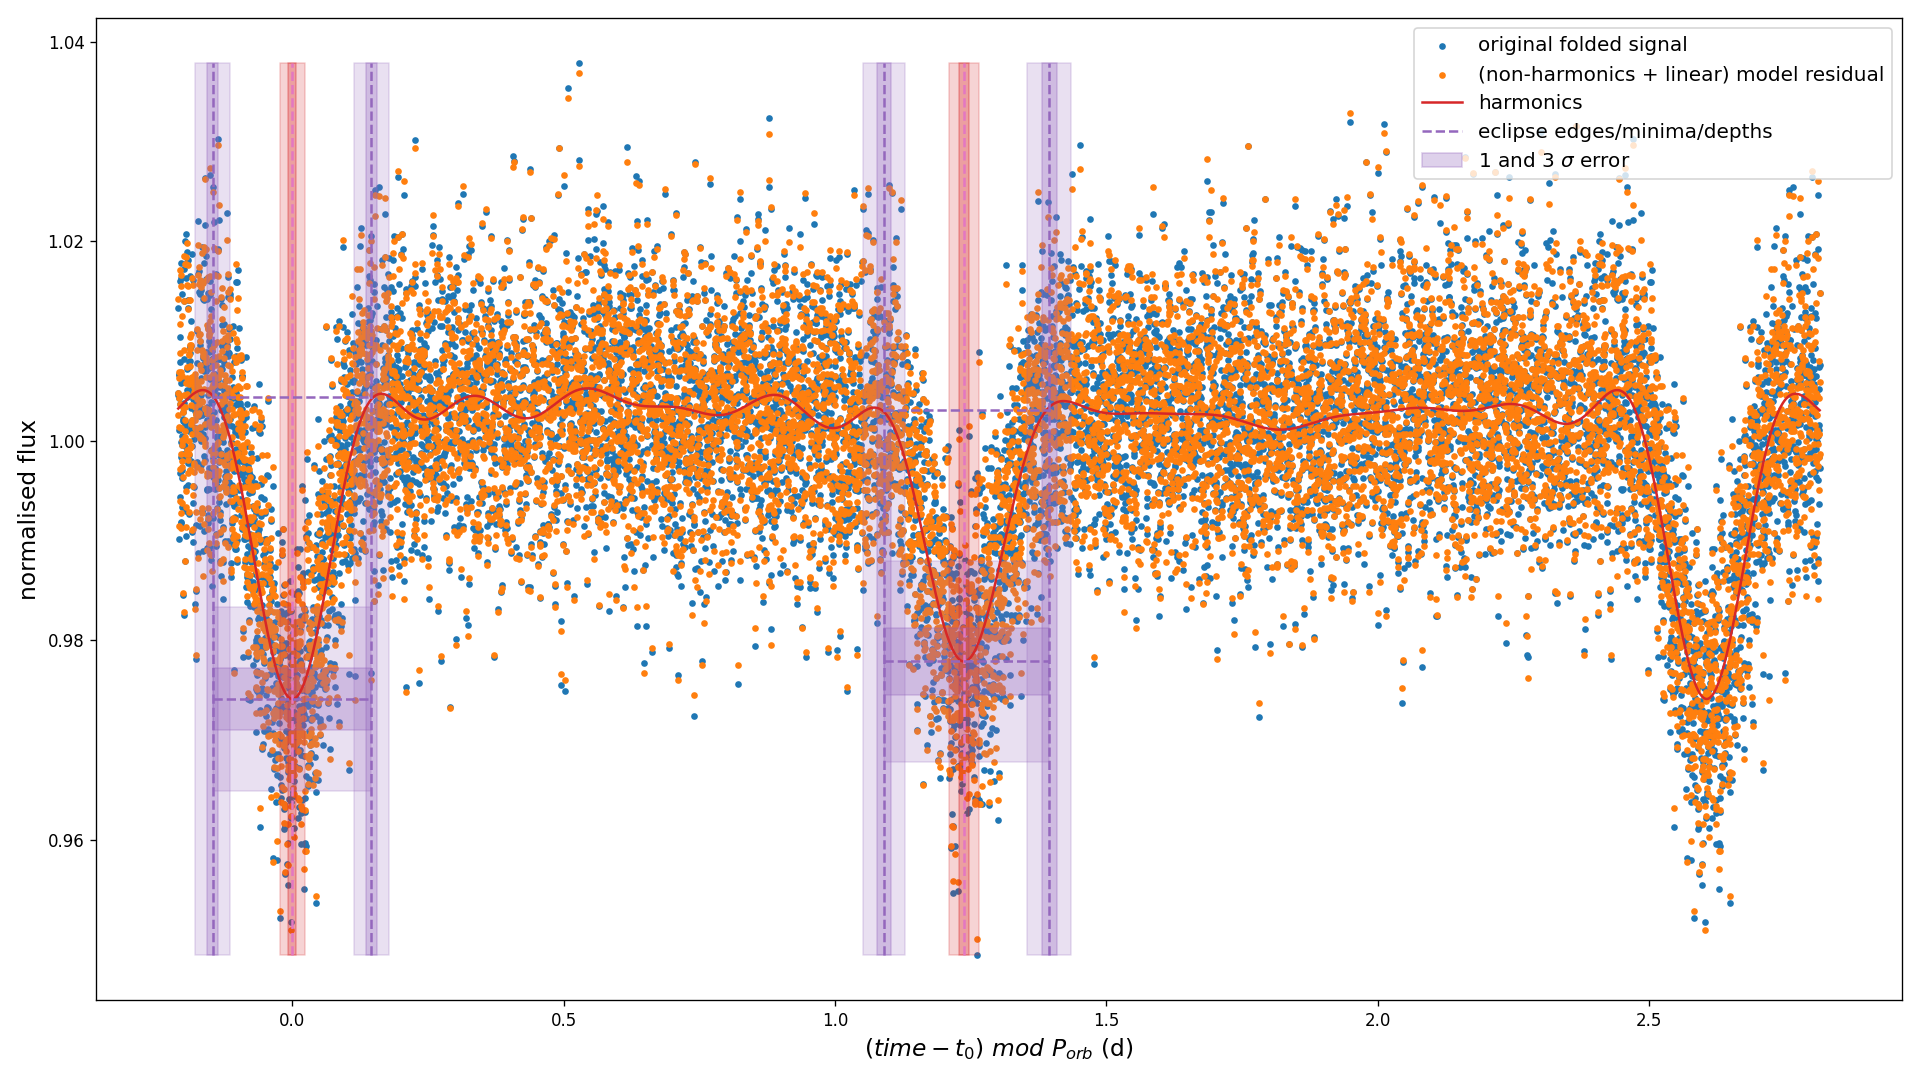 original folded signal
(non-harmonics + linear) model residual
harmonics
eclipse edges/minima/depths
1 and 3 σ error
normalised flux
1.04
1.02
1.00
0.98
0.96
0.0 0.5 1.0 1.5 2.0 2.5
(time − t₀) mod P_orb (d)